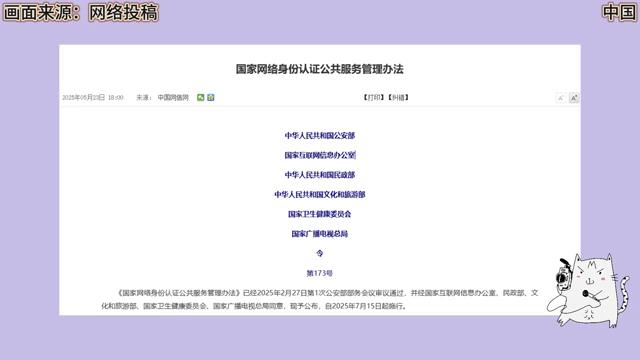 画面来源：网络投稿
中国
国家网络身份认证公共服务管理办法
2025年05月23日 18:00 来源： 中国网信网
【打印】【纠错】
A-
A+
中华人民共和国公安部
国家互联网信息办公室
中华人民共和国民政部
中华人民共和国文化和旅游部
国家卫生健康委员会
国家广播电视总局
令
第173号
《国家网络身份认证公共服务管理办法》已经2025年2月27日第1次公安部部务会议审议通过，并经国家互联网信息办公室、民政部、文
化和旅游部、国家卫生健康委员会、国家广播电视总局同意，现予公布，自2025年7月15日起施行。